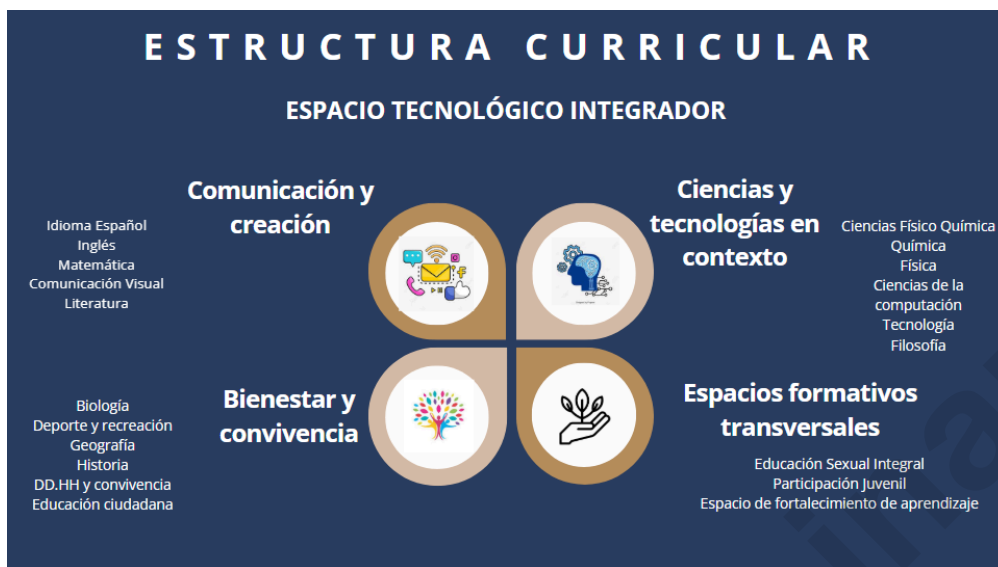 ESTRUCTURA CURRICULAR
ESPACIO TECNOLÓGICO INTEGRADOR
Comunicación y
creación
Idioma Español
Inglés
Matemática
Comunicación Visual
Literatura
Ciencias y
tecnologías en
contexto
Ciencias Físico Química
Química
Física
Ciencias de la
computación
Tecnología
Filosofía
Bienestar y
convivencia
Biología
Deporte y recreación
Geografía
Historia
DD.HH y convivencia
Educación ciudadana
Espacios formativos
transversales
Educación Sexual Integral
Participación Juvenil
Espacio de fortalecimiento de aprendizaje